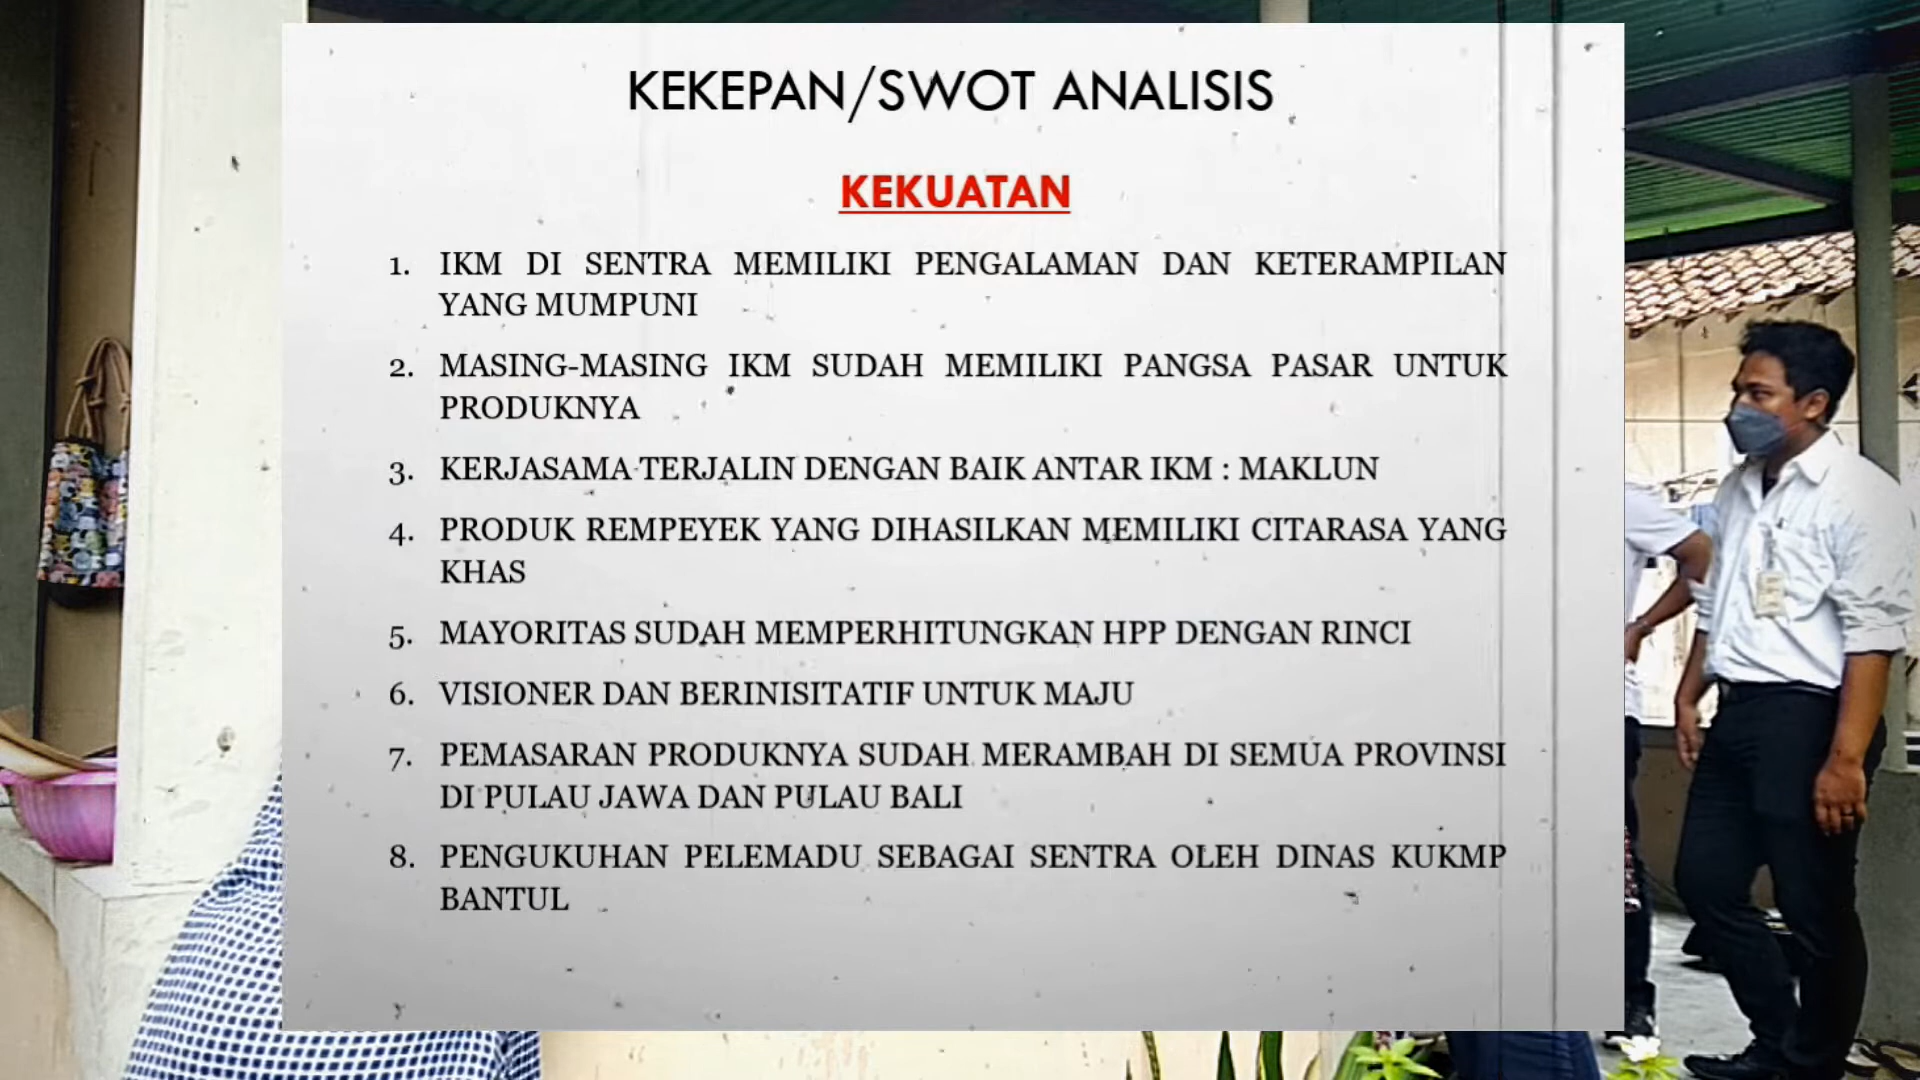 KEKEPAN/SWOT ANALISIS
KEKUATAN
1. IKM DI SENTRA MEMILIKI PENGALAMAN DAN KETERAMPILAN
YANG MUMPUNI
2. MASING-MASING IKM SUDAH MEMILIKI PANGSA PASAR UNTUK
PRODUKNYA
3. KERJASAMA TERJALIN DENGAN BAIK ANTAR IKM : MAKLUN
4. PRODUK REMPEYEK YANG DIHASILKAN MEMILIKI CITARASA YANG
KHAS
5. MAYORITAS SUDAH MEMPERHITUNGKAN HPP DENGAN RINCI
6. VISIONER DAN BERINISITATIF UNTUK MAJU
7. PEMASARAN PRODUKNYA SUDAH MERAMBAH DI SEMUA PROVINSI
DI PULAU JAWA DAN PULAU BALI
8. PENGUKUHAN PELEMADU SEBAGAI SENTRA OLEH DINAS KUKMP
BANTUL